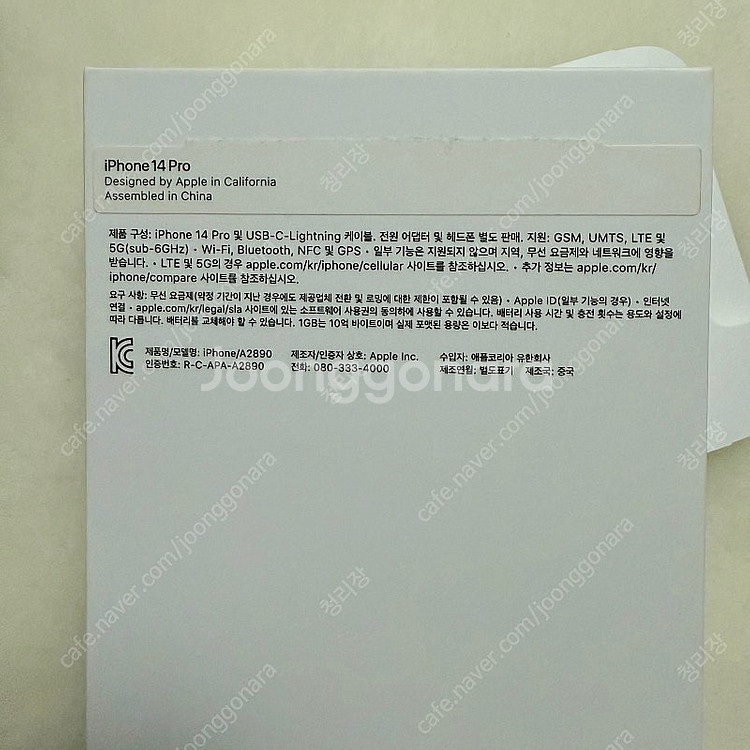 iPhone 14 Pro
Designed by Apple in California
Assembled in China
제품 구성: iPhone 14 Pro 및 USB-C-Lightning 케이블. 전원 어댑터 및 헤드폰 별도 판매. 지원: GSM, UMTS, LTE 및
5G(sub-6GHz) • Wi-Fi, Bluetooth, NFC 및 GPS • 일부 기능은 지원되지 않으며 지역, 무선 요금제와 네트워크에 영향을
받습니다. • LTE 및 5G의 경우 apple.com/kr/iphone/cellular 사이트를 참조하십시오. • 추가 정보는 apple.com/kr/
iphone/compare 사이트를 참조하십시오.
요구 사항: 무선 요금제(약정 기간이 지난 경우에도 제공업체 전환 및 로밍에 대한 제한이 포함될 수 있음) • Apple ID(일부 기능의 경우) • 인터넷
연결 • apple.com/kr/legal/sla 사이트에 있는 소프트웨어 사용권의 동의하에 사용할 수 있습니다. 배터리 사용 시간 및 충전 횟수는 용도와 설정에
따라 다릅니다. 배터리를 교체해야 할 수 있습니다. 1GB는 10억 바이트이며 실제 포맷된 용량은 이보다 적습니다.
제품명/모델명: iPhone/A2890 제조자/인증자 상호: Apple Inc. 수입자: 애플코리아 유한회사
인증번호: R-C-APA-A2890 전화: 080-333-4000 제조연월: 별도표기 제조국: 중국
Joonggonara
cafe.naver.com/joonggonara
청리장